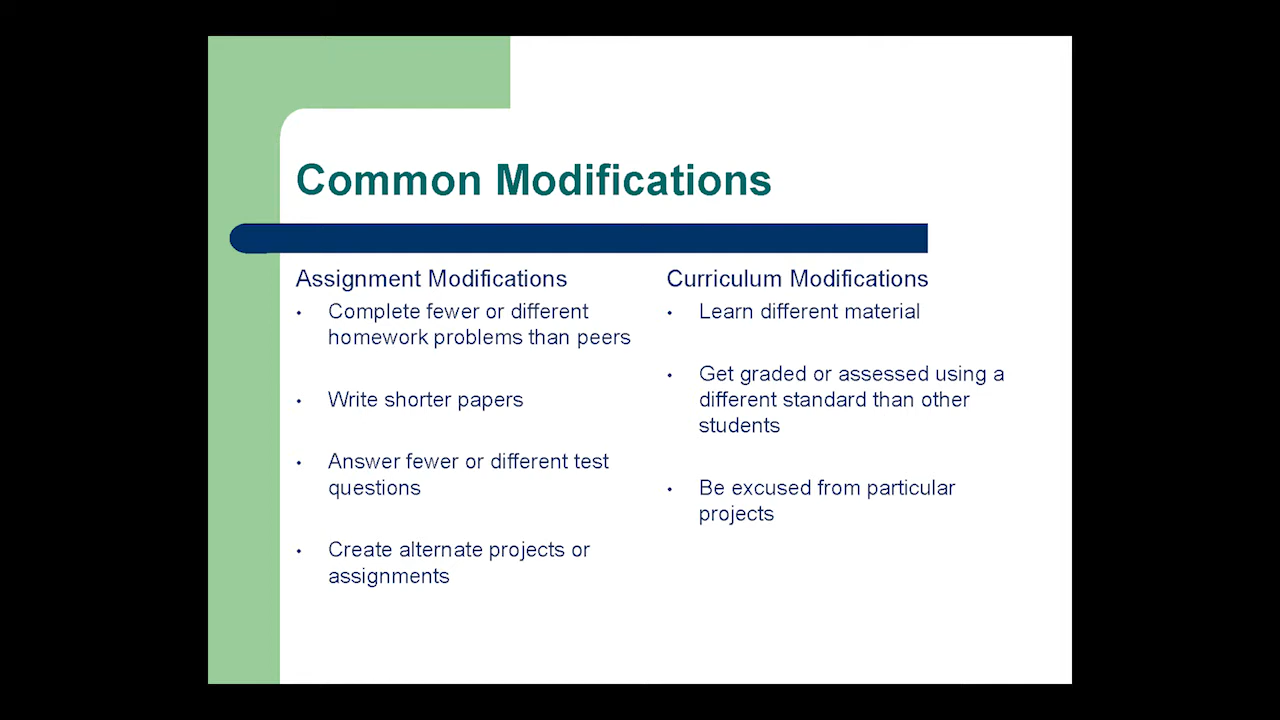 Common Modifications
Assignment Modifications
• Complete fewer or different
homework problems than peers
• Write shorter papers
• Answer fewer or different test
questions
• Create alternate projects or
assignments
Curriculum Modifications
• Learn different material
• Get graded or assessed using a
different standard than other
students
• Be excused from particular
projects